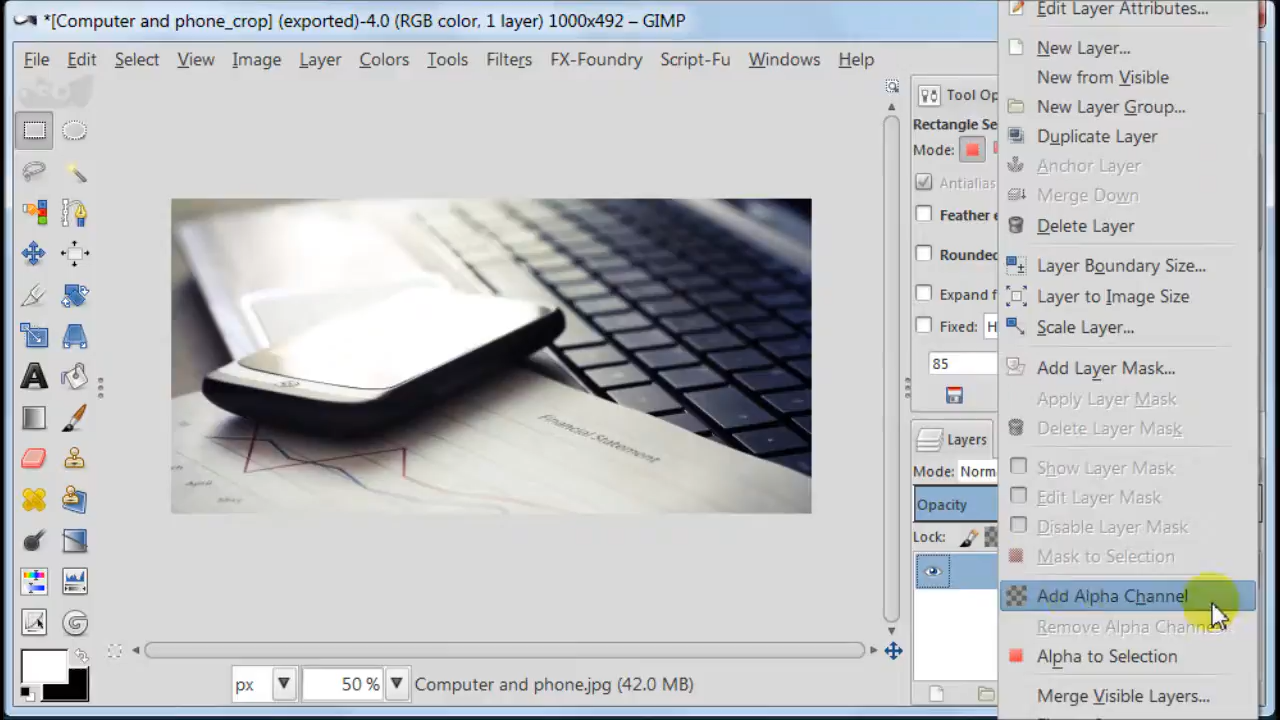 *[Computer and phone_crop] (exported)-4.0 (RGB color, 1 layer) 1000x492 – GIMP
File Edit Select View Image Layer Colors Tools Filters FX-Foundry Script-Fu Windows Help
Tool Op
Rectangle Se
Mode:
Antialias
Feather e
Rounded
Expand f
Fixed: H
85
Layers
Mode: Norm
Opacity
Lock:
Edit Layer Attributes...
New Layer...
New from Visible
New Layer Group...
Duplicate Layer
Anchor Layer
Merge Down
Delete Layer
Layer Boundary Size...
Layer to Image Size
Scale Layer...
Add Layer Mask...
Apply Layer Mask
Delete Layer Mask
Show Layer Mask
Edit Layer Mask
Disable Layer Mask
Mask to Selection
Add Alpha Channel
Remove Alpha Channe
Alpha to Selection
Merge Visible Layers...
Financial Statement
April
px 50 % Computer and phone.jpg (42.0 MB)